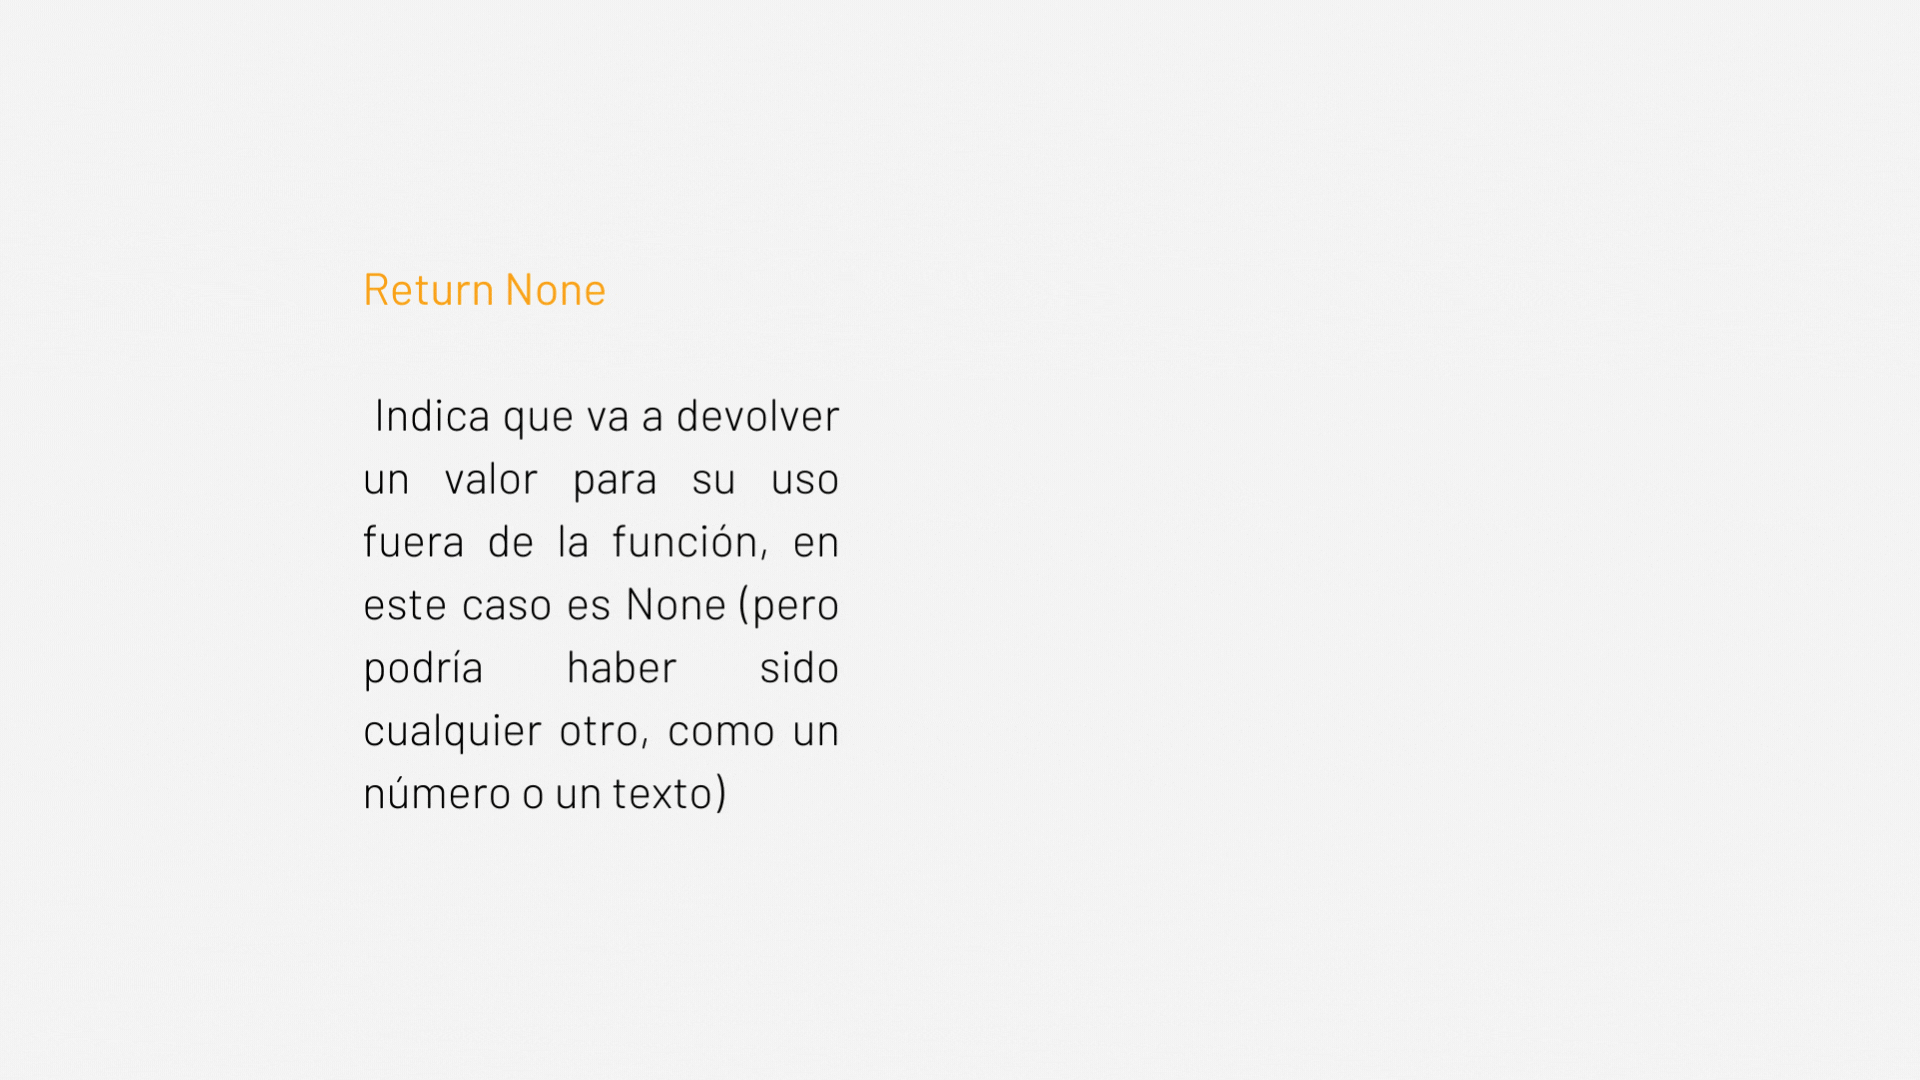 Return None
Indica que va a devolver
un valor para su uso
fuera de la función, en
este caso es None (pero
podría haber sido
cualquier otro, como un
número o un texto)